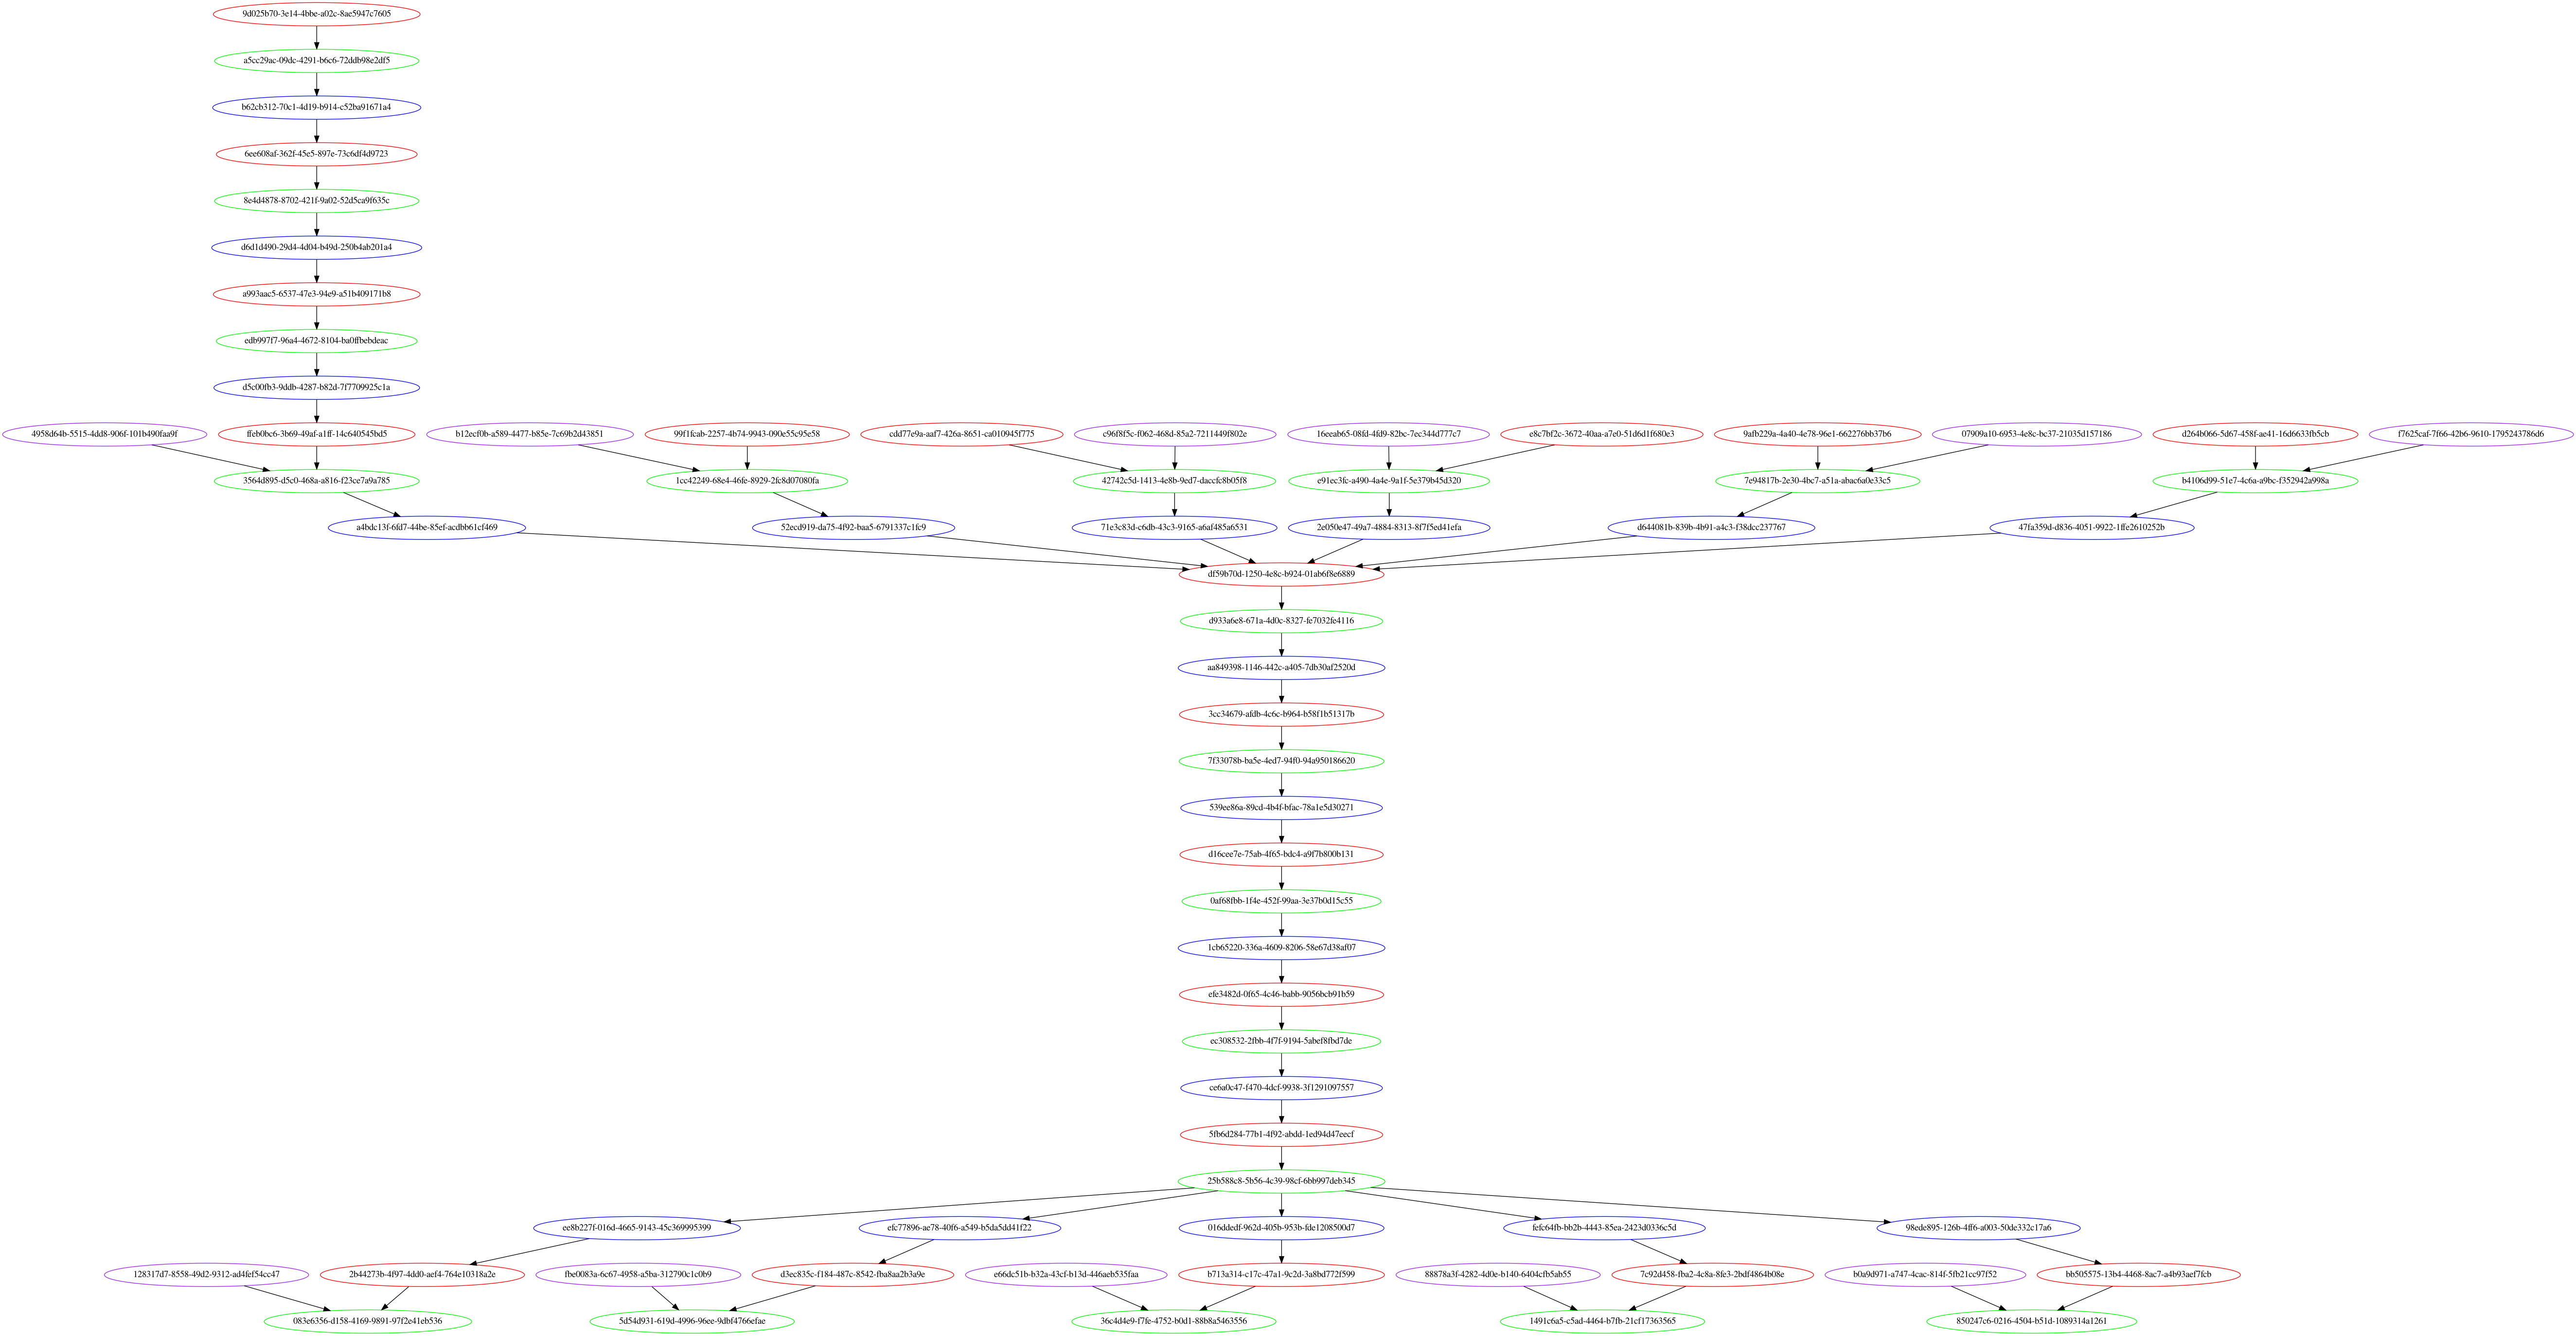 9d025b70-3e14-4bbe-a02c-8ae5947c7605
a5cc29ac-09dc-4291-b6c6-72ddb98e2df5
b62cb312-70c1-4d19-b914-c52ba91671a4
6ee608af-362f-45e5-897e-73c6df4d9723
8e4d4878-8702-421f-9a02-52d5ca9f635c
d6d1d490-29d4-4d04-b49d-250b4ab201a4
a993aac5-6537-47e3-94e9-a51b409171b8
edb997f7-96a4-4672-8104-ba0ffbebdeac
d5c00fb3-9ddb-4287-b82d-7f7709925c1a
4958d64b-5515-4dd8-906f-101b490faa9f
ffeb0bc6-3b69-49af-a1ff-14c640545bd5
b12ecf0b-a589-4477-b85e-7c69b2d43851
99f1fcab-2257-4b74-9943-090e55c95e58
cdd77e9a-aaf7-426a-8651-ca010945f775
c96f8f5c-f062-468d-85a2-7211449f802e
16eeab65-08fd-4fd9-82bc-7ec344d777c7
e8c7bf2c-3672-40aa-a7e0-51d6d1f680e3
9afb229a-4a40-4e78-96e1-662276bb37b6
07909a10-6953-4e8c-bc37-21035d157186
d264b066-5d67-458f-ae41-16d6633fb5cb
f7625caf-7f66-42b6-9610-1795243786d6
3564d895-d5c0-468a-a816-f23ce7a9a785
1cc42249-68e4-46fe-8929-2fc8d07080fa
42742c5d-1413-4e8b-9ed7-daccfc8b05f8
e91ec3fc-a490-4a4e-9a1f-5e379b45d320
7e94817b-2e30-4bc7-a51a-abac6a0e33c5
b4106d99-51e7-4c6a-a9bc-f352942a998a
a4bdc13f-6fd7-44be-85ef-acdbb61cf469
52ecd919-da75-4f92-baa5-6791337c1fc9
71e3c83d-c6db-43c3-9165-a6af485a6531
2e050e47-49a7-4884-8313-8f7f5ed41efa
d644081b-839b-4b91-a4c3-f38dcc237767
47fa359d-d836-4051-9922-1ffe2610252b
df59b70d-1250-4e8c-b924-01ab6f8e6889
d933a6e8-671a-4d0c-8327-fe7032fe4116
aa849398-1146-442c-a405-7db30af2520d
3cc34679-afdb-4c6c-b964-b58f1b51317b
7f33078b-ba5e-4ed7-94f0-94a950186620
539ee86a-89cd-4b4f-bfac-78a1e5d30271
d16cee7e-75ab-4f65-bdc4-a9f7b800b131
0af68fbb-1f4e-452f-99aa-3e37b0d15c55
1cb65220-336a-4609-8206-58e67d38af07
efe3482d-0f65-4c46-babb-9056bcb91b59
ec308532-2fbb-4f7f-9194-5abef8fbd7de
ce6a0c47-f470-4dcf-9938-3f1291097557
5fb6d284-77b1-4f92-abdd-1ed94d47eecf
25b588c8-5b56-4c39-98cf-6bb997deb345
ee8b227f-016d-4665-9143-45c369995399
efc77896-ae78-40f6-a549-b5da5dd41f22
016ddedf-962d-405b-953b-fde1208500d7
fefc64fb-bb2b-4443-85ea-2423d0336c5d
98ede895-126b-4ff6-a003-50de332c17a6
128317d7-8558-49d2-9312-ad4fef54cc47
2b44273b-4f97-4dd0-aef4-764e10318a2e
fbe0083a-6c67-4958-a5ba-312790c1c0b9
d3ec835c-f184-487c-8542-fba8aa2b3a9e
e66dc51b-b32a-43cf-b13d-446aeb535faa
b713a314-c17c-47a1-9c2d-3a8bd772f599
88878a3f-4282-4d0e-b140-6404cfb5ab55
7c92d458-fba2-4c8a-8fe3-2bdf4864b08e
b0a9d971-a747-4cac-814f-5fb21cc97f52
bb505575-13b4-4468-8ac7-a4b93aef7fcb
083e6356-d158-4169-9891-97f2e41eb536
5d54d931-619d-4996-96ee-9dbf4766efae
36c4d4e9-f7fe-4752-b0d1-88b8a5463556
1491c6a5-c5ad-4464-b7fb-21cf17363565
850247c6-0216-4504-b51d-1089314a1261